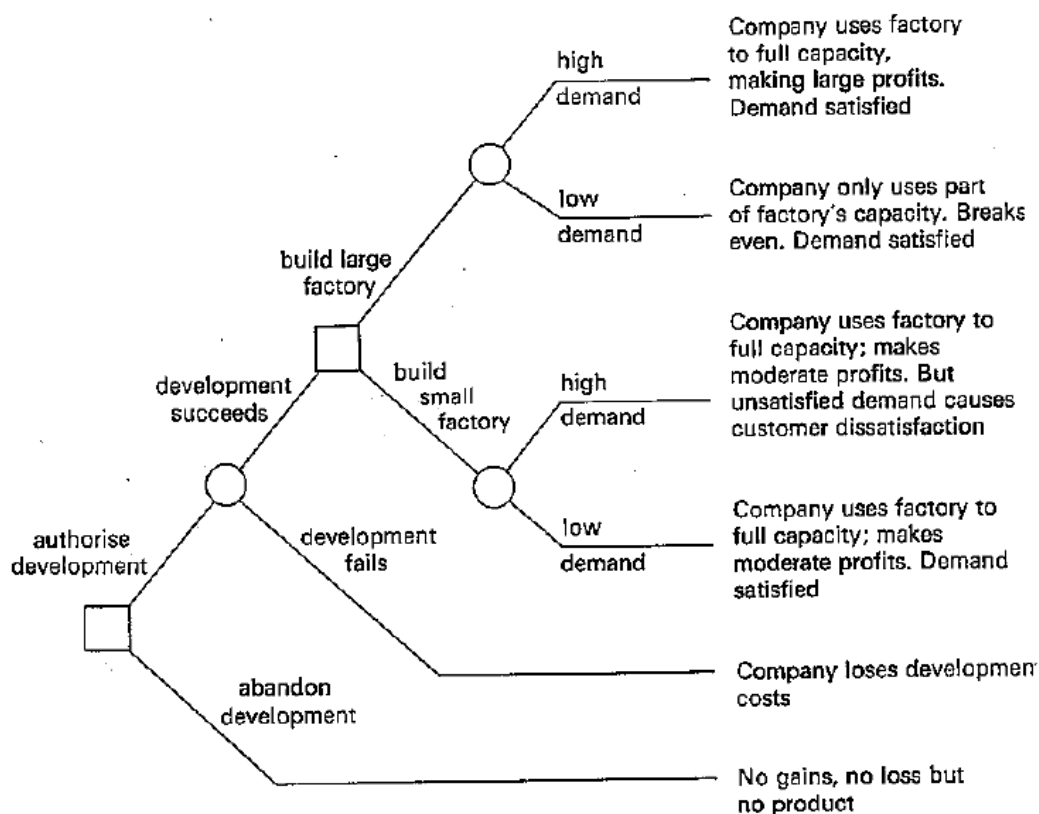 high
demand
Company uses factory
to full capacity,
making large profits.
Demand satisfied
low
demand
Company only uses part
of factory's capacity. Breaks
even. Demand satisfied
build large
factory
build
small
factory
high
demand
Company uses factory to
full capacity; makes
moderate profits. But
unsatisfied demand causes
customer dissatisfaction
development
succeeds
low
demand
Company uses factory to
full capacity; makes
moderate profits. Demand
satisfied
authorise
development
development
fails
Company loses developmen
costs
abandon
development
No gains, no loss but
no product